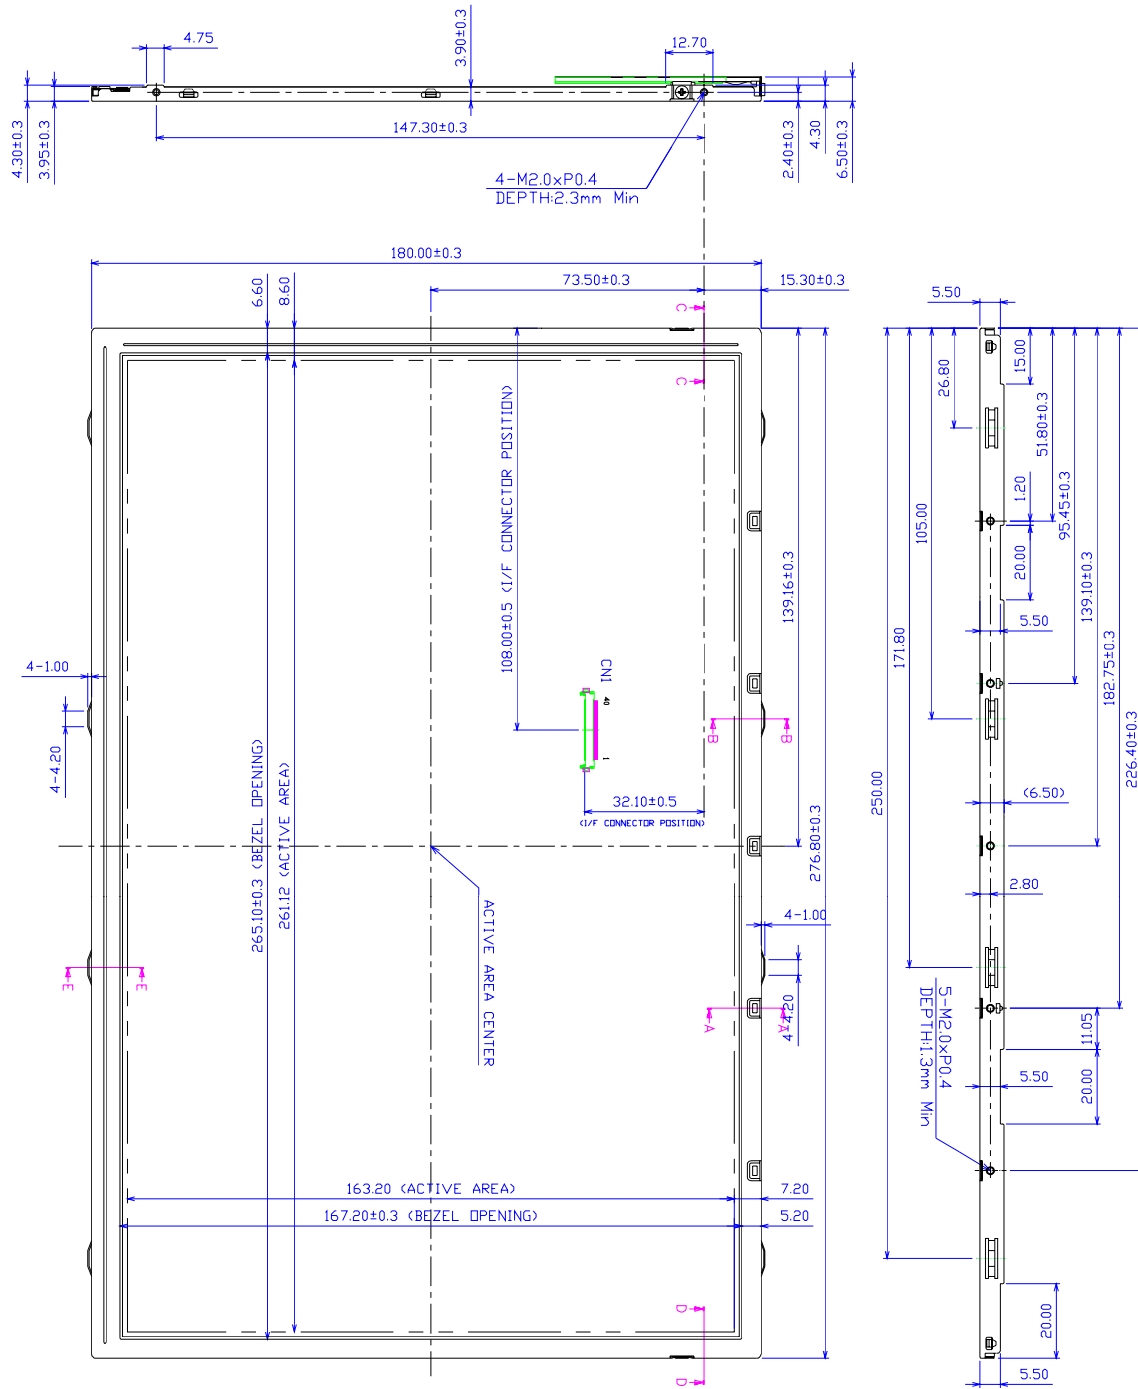 4.75
3.90±0.3
12.70
4.30±0.3
3.95±0.3
147.30±0.3
2.40±0.3
4.30
6.50±0.3
4-M2.0xP0.4
DEPTH:2.3mm Min
180.00±0.3
6.60
8.60
73.50±0.3
15.30±0.3
C
C
5.50
15.00
26.80
51.80±0.3
108.00±0.5 (I/F CONNECTOR POSITION)
1.20
95.45±0.3
105.00
20.00
139.16±0.3
139.10±0.3
5.50
171.80
182.75±0.3
4-1.00
CN1
40
1
B
B
226.40±0.3
4-4.20
250.00
32.10±0.5
(I/F CONNECTOR POSITION)
(6.50)
276.80±0.3
265.10±0.3 (BEZEL OPENING)
261.12 (ACTIVE AREA)
2.80
ACTIVE AREA CENTER
4-1.00
E
E
4-4.20
A
A
5-M2.0xP0.4
DEPTH:1.3mm Min
11.05
5.50
20.00
163.20 (ACTIVE AREA)
7.20
167.20±0.3 (BEZEL OPENING)
5.20
D
20.00
D
5.50